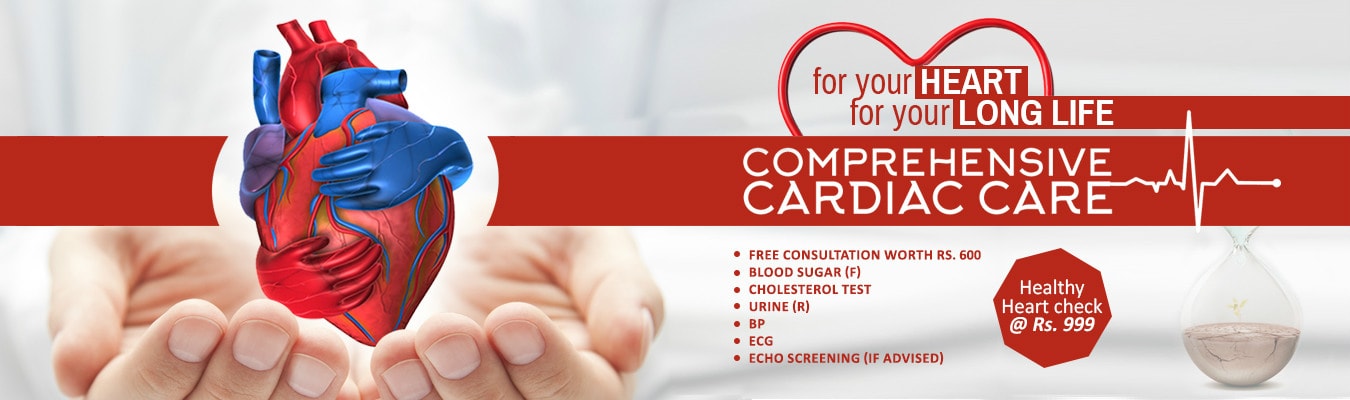 for your HEART
for your LONG LIFE
COMPREHENSIVE
CARDIAC CARE
• FREE CONSULTATION WORTH RS. 600
• BLOOD SUGAR (F)
• CHOLESTEROL TEST
• URINE (R)
• BP
• ECG
• ECHO SCREENING (IF ADVISED)
Healthy
Heart check
@ Rs. 999